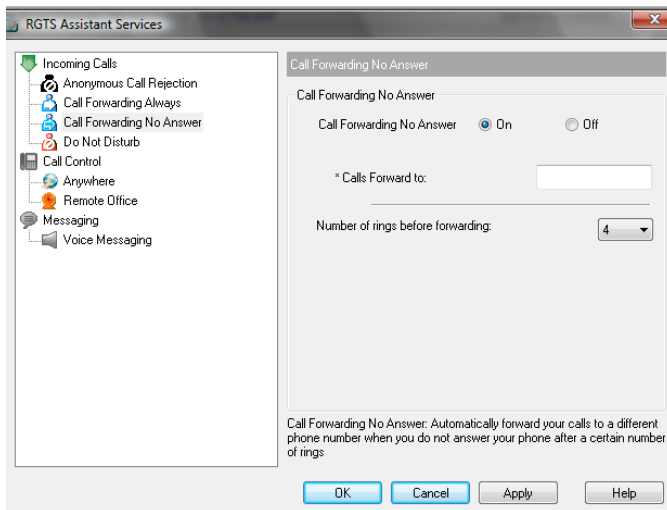 RGTS Assistant Services
Incoming Calls
Anonymous Call Rejection
Call Forwarding Always
Call Forwarding No Answer
Do Not Disturb
Call Control
Anywhere
Remote Office
Messaging
Voice Messaging
Call Forwarding No Answer
Call Forwarding No Answer
Call Forwarding No Answer On Off
* Calls Forward to:
Number of rings before forwarding: 4
Call Forwarding No Answer: Automatically forward your calls to a different
phone number when you do not answer your phone after a certain number
of rings
OK Cancel Apply Help